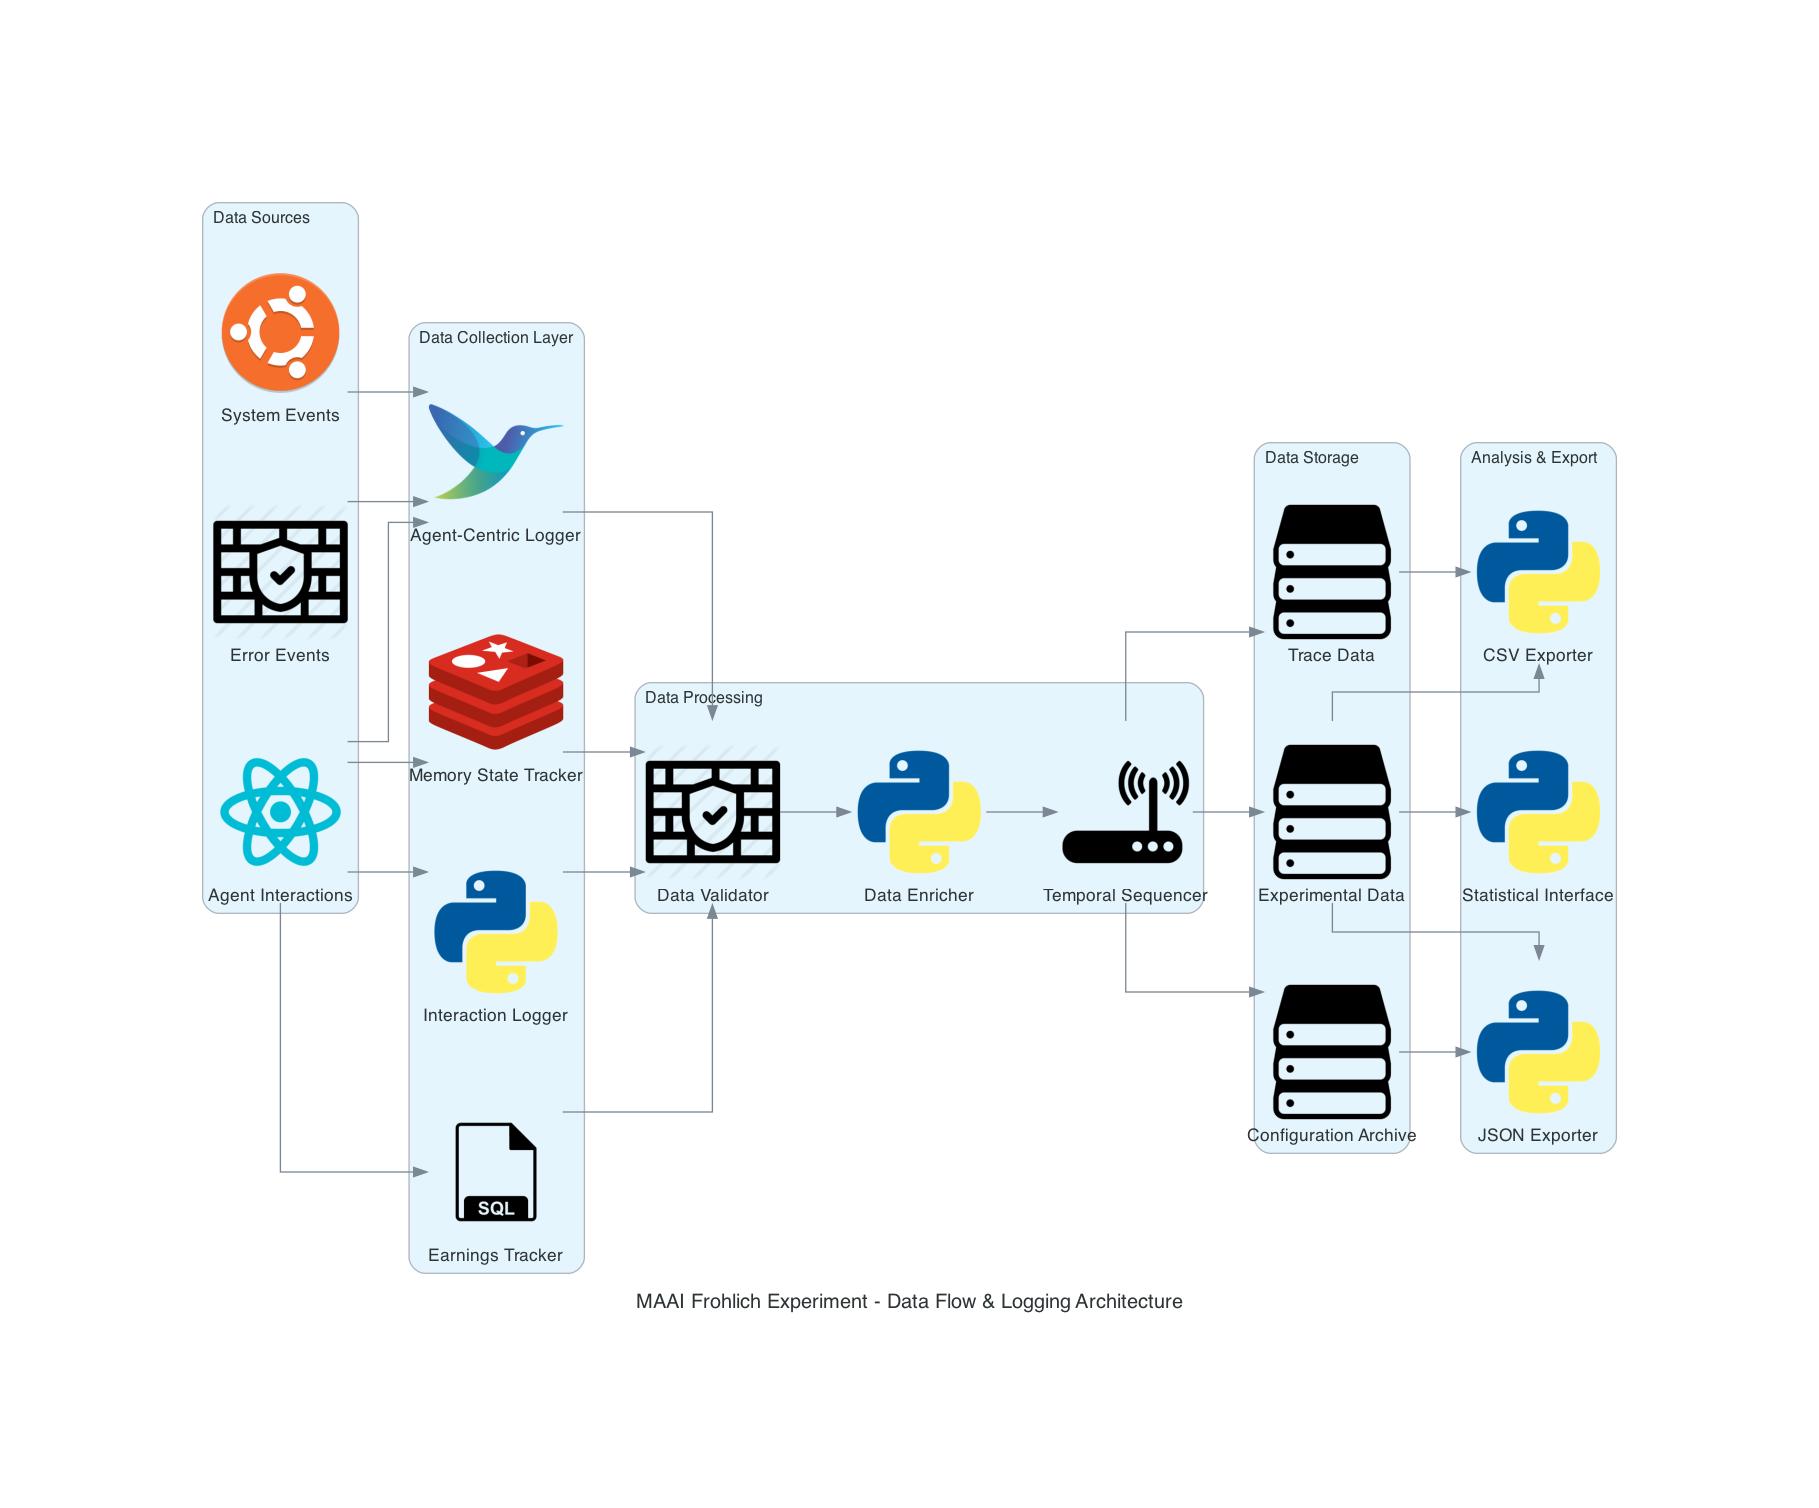 Data Sources
System Events
Error Events
Agent Interactions
Data Collection Layer
Agent-Centric Logger
Memory State Tracker
Interaction Logger
SQL
Earnings Tracker
Data Processing
Data Validator
Data Enricher
Temporal Sequencer
Data Storage
Trace Data
Experimental Data
Configuration Archive
Analysis & Export
CSV Exporter
Statistical Interface
JSON Exporter
MAAI Frohlich Experiment - Data Flow & Logging Architecture